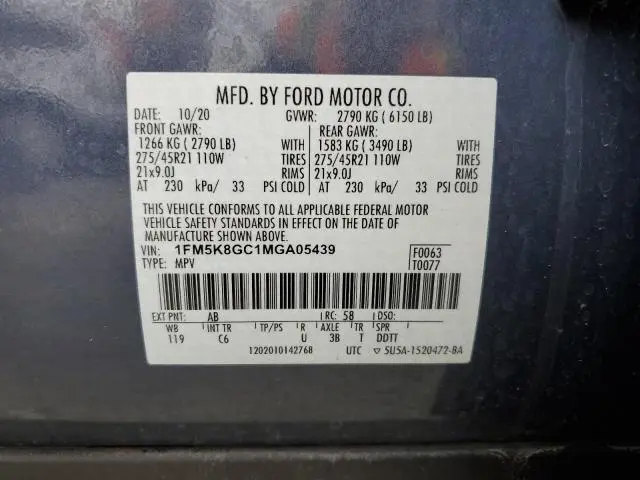 MFD. BY FORD MOTOR CO.
DATE: 10/20 GVWR: 2790 KG ( 6150 LB)
FRONT GAWR: REAR GAWR:
1266 KG ( 2790 LB) WITH 1583 KG ( 3490 LB) WITH
275/45R21 110W TIRES 275/45R21 110W TIRES
21x9.0J RIMS 21x9.0J RIMS
AT 230 kPa/ 33 PSI COLD AT 230 kPa/ 33 PSI COLD
THIS VEHICLE CONFORMS TO ALL APPLICABLE FEDERAL MOTOR
VEHICLE SAFETY STANDARDS IN EFFECT ON THE DATE OF
MANUFACTURE SHOWN ABOVE.
VIN: 1FM5K8GC1MGA05439 F0063
TYPE: MPV T0077
EXT PNT: AB RC: 58 DSO:
WB INT TR TP/PS R AXLE TR SPR
119 C6 U 3B T DDTT
1202010142768 UTC ▽ 5U5A-1520472-BA